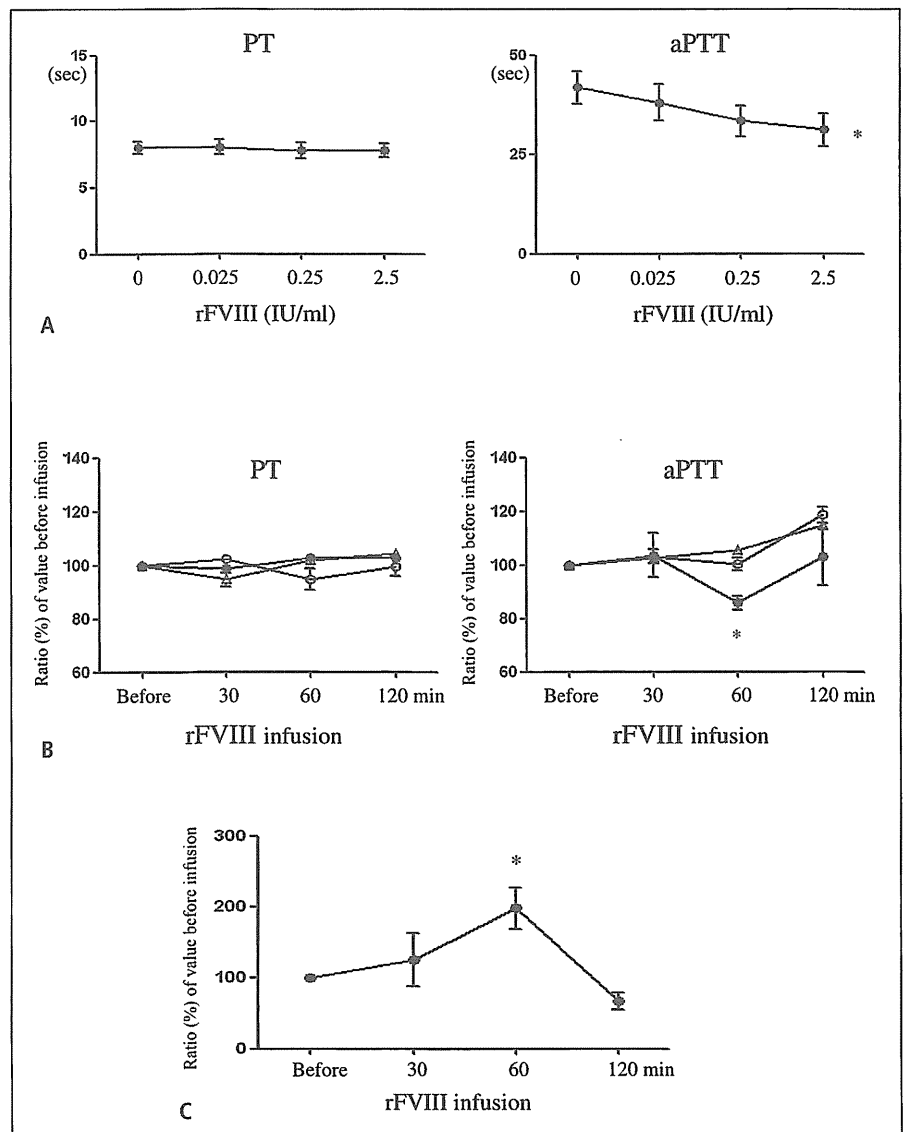 PT
15
(sec)
10
5
0
0 0.025 0.25 2.5
rFVIII (IU/ml)
aPTT
50
(sec)
25
0
0 0.025 0.25 2.5
*
rFVIII (IU/ml)
A
PT
140
120
100
80
60
Ratio (%) of value before infusion
Before 30 60 120 min
rFVIII infusion
aPTT
140
120
100
80
60
Ratio (%) of value before infusion
*
Before 30 60 120 min
rFVIII infusion
B
300
200
100
0
Ratio (%) of value before infusion
*
Before 30 60 120 min
rFVIII infusion
C